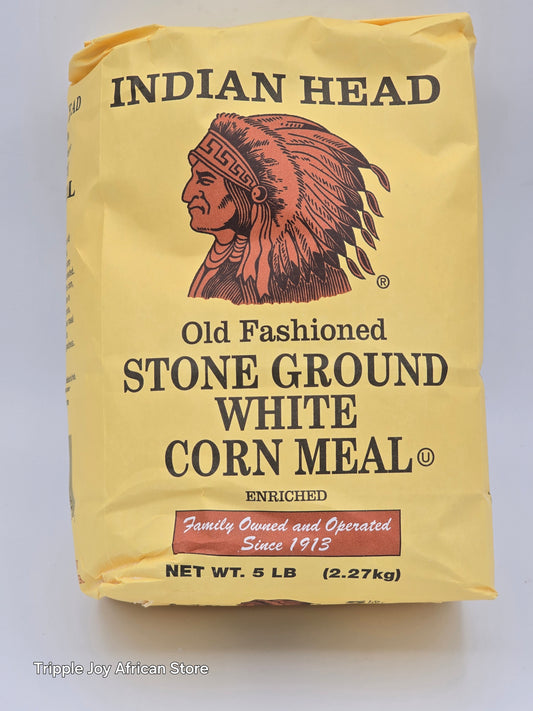 INDIAN HEAD
®
Old Fashioned
STONE GROUND
WHITE
CORN MEAL Ⓤ
ENRICHED
Family Owned and Operated
Since 1913
NET WT. 5 LB (2.27kg)
Tripple Joy African Store